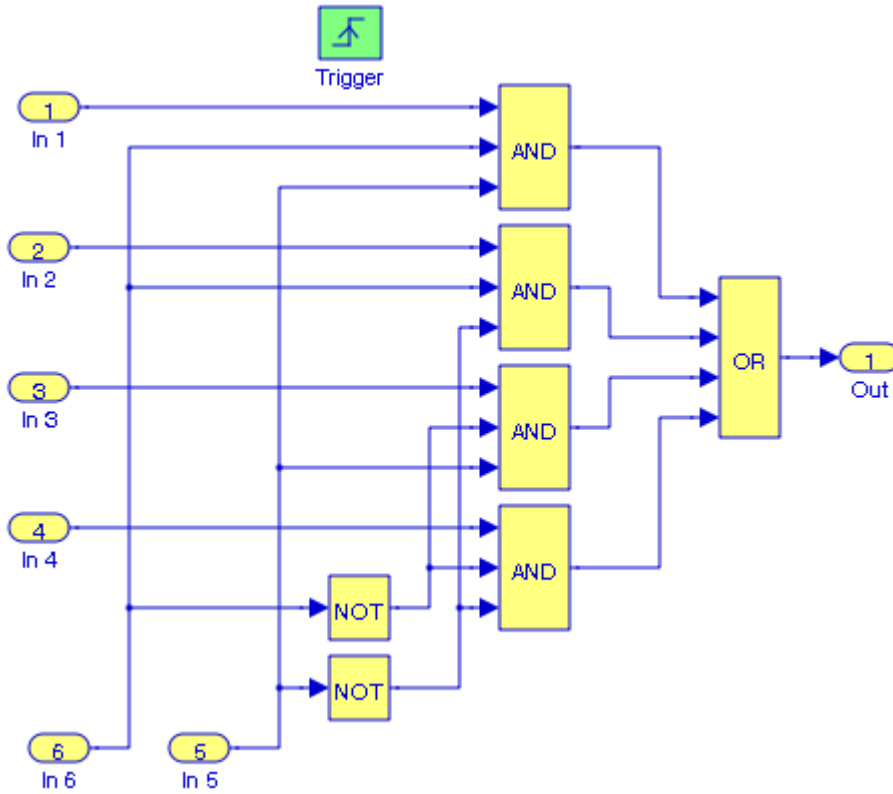 Trigger
1
In 1
AND
2
In 2
AND
3
In 3
AND
OR
1
Out
4
In 4
AND
NOT
NOT
6
In 6
5
In 5